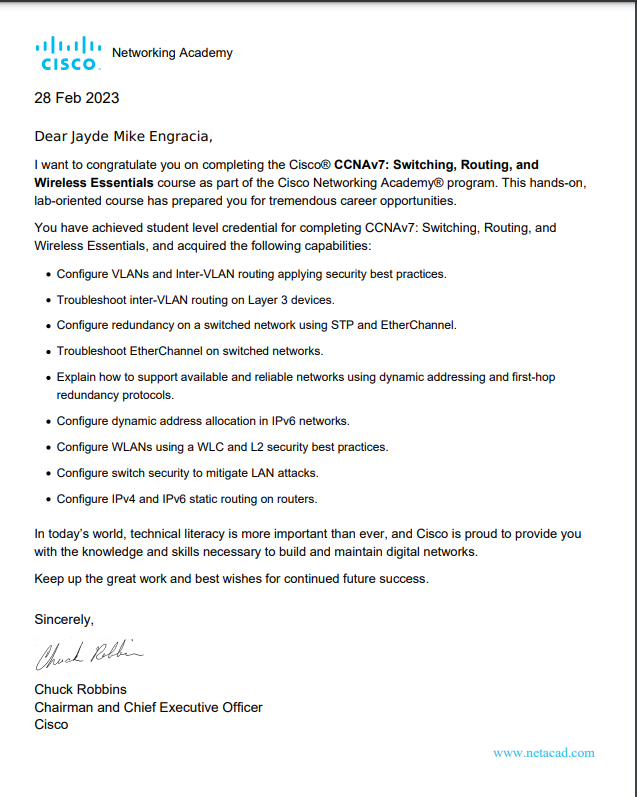 CISCO
Networking Academy
28 Feb 2023
Dear Jayde Mike Engracia,
I want to congratulate you on completing the Cisco® CCNAv7: Switching, Routing, and
Wireless Essentials course as part of the Cisco Networking Academy® program. This hands-on,
lab-oriented course has prepared you for tremendous career opportunities.
You have achieved student level credential for completing CCNAv7: Switching, Routing, and
Wireless Essentials, and acquired the following capabilities:
• Configure VLANs and Inter-VLAN routing applying security best practices.
• Troubleshoot inter-VLAN routing on Layer 3 devices.
• Configure redundancy on a switched network using STP and EtherChannel.
• Troubleshoot EtherChannel on switched networks.
• Explain how to support available and reliable networks using dynamic addressing and first-hop
redundancy protocols.
• Configure dynamic address allocation in IPv6 networks.
• Configure WLANs using a WLC and L2 security best practices.
• Configure switch security to mitigate LAN attacks.
• Configure IPv4 and IPv6 static routing on routers.
In today's world, technical literacy is more important than ever, and Cisco is proud to provide you
with the knowledge and skills necessary to build and maintain digital networks.
Keep up the great work and best wishes for continued future success.
Sincerely,
Chuck Robbins
Chuck Robbins
Chairman and Chief Executive Officer
Cisco
www.netacad.com